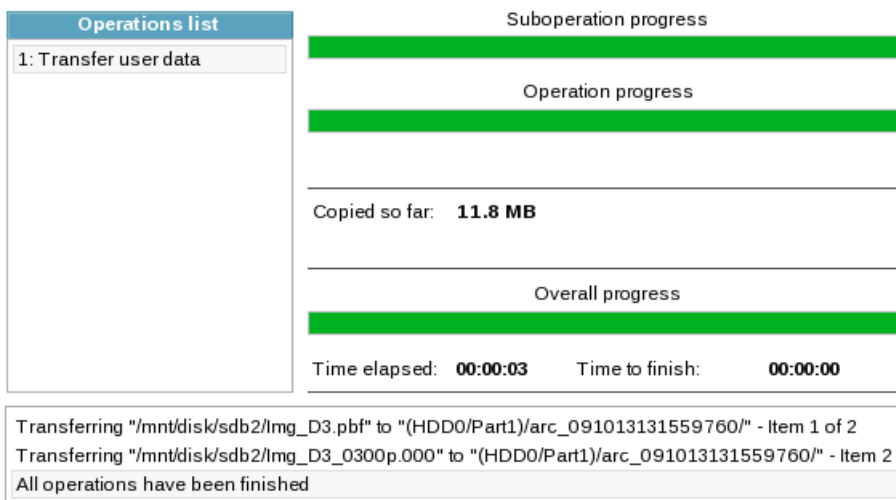 Operations list
1: Transfer user data
Suboperation progress
Operation progress
Copied so far: 11.8 MB
Overall progress
Time elapsed: 00:00:03 Time to finish: 00:00:00
Transferring "/mnt/disk/sdb2/Img_D3.pbf" to "(HDD0/Part1)/arc_091013131559760/" - Item 1 of 2
Transferring "/mnt/disk/sdb2/Img_D3_0300p.000" to "(HDD0/Part1)/arc_091013131559760/" - Item 2
All operations have been finished